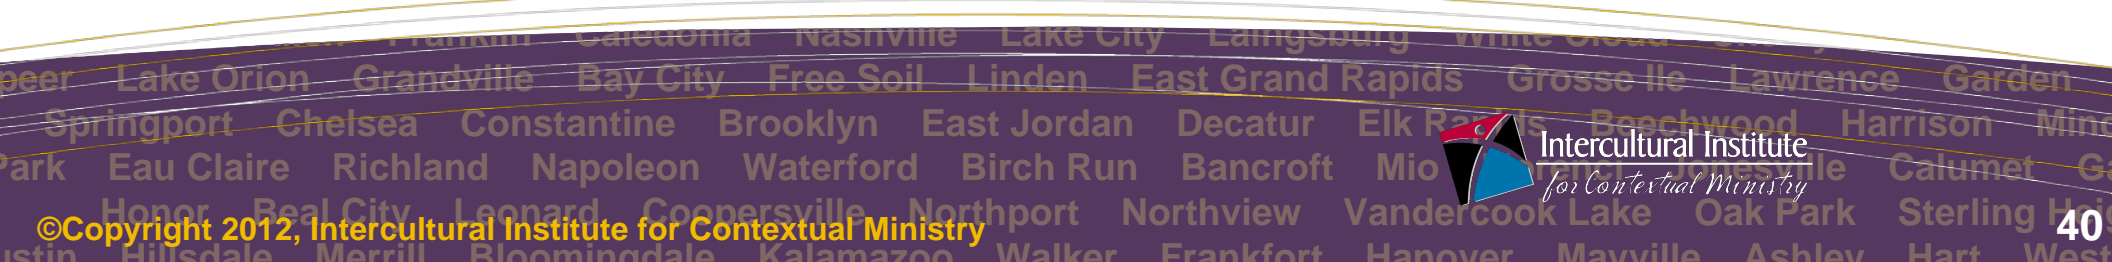 Franklin Caledonia Nashville Lake City Laingsburg White Cloud
Lake Orion Grandville Bay City Free Soil Linden East Grand Rapids Grosse Ile Lawrence Garden
Springport Chelsea Constantine Brooklyn East Jordan Decatur Elk Rapids Beechwood Harrison
Park Eau Claire Richland Napoleon Waterford Birch Run Bancroft Mio Jonesville Calumet
Intercultural Institute
for Contextual Ministry
Honor Beal City Leonard Coopersville Northport Northview Vandercook Lake Oak Park Sterling
©Copyright 2012, Intercultural Institute for Contextual Ministry
40
Hillsdale Merrill Bloomingdale Kalamazoo Walker Frankfort Hanover Mayville Ashley Hart West